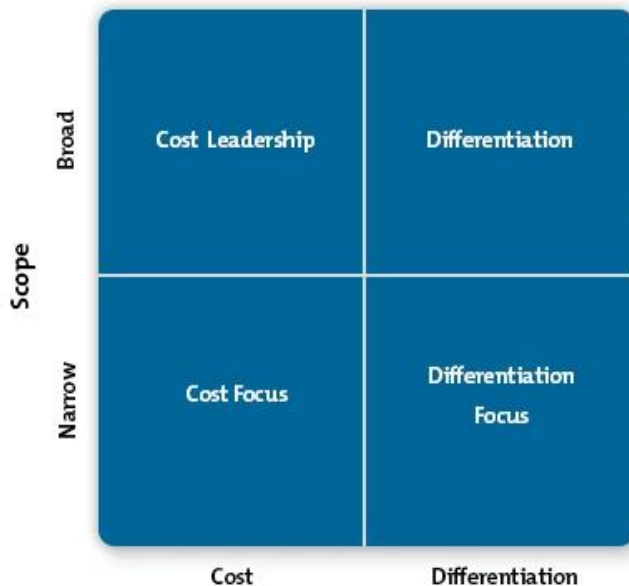 Scope
Broad
Cost Leadership
Differentiation
Narrow
Cost Focus
Differentiation
Focus
Cost
Differentiation